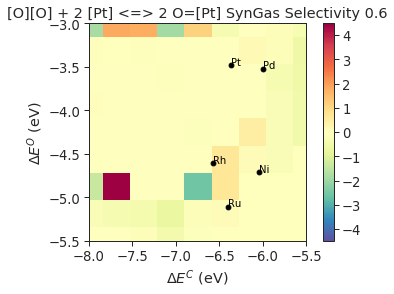 [O][O] + 2 [Pt] <=> 2 O=[Pt] SynGas Selectivity 0.6
−3.0
−3.5
−4.0
−4.5
−5.0
−5.5
ΔE^O (eV)
Pt
Pd
Rh
Ni
Ru
−8.0 −7.5 −7.0 −6.5 −6.0 −5.5
ΔE^C (eV)
4
3
2
1
0
−1
−2
−3
−4